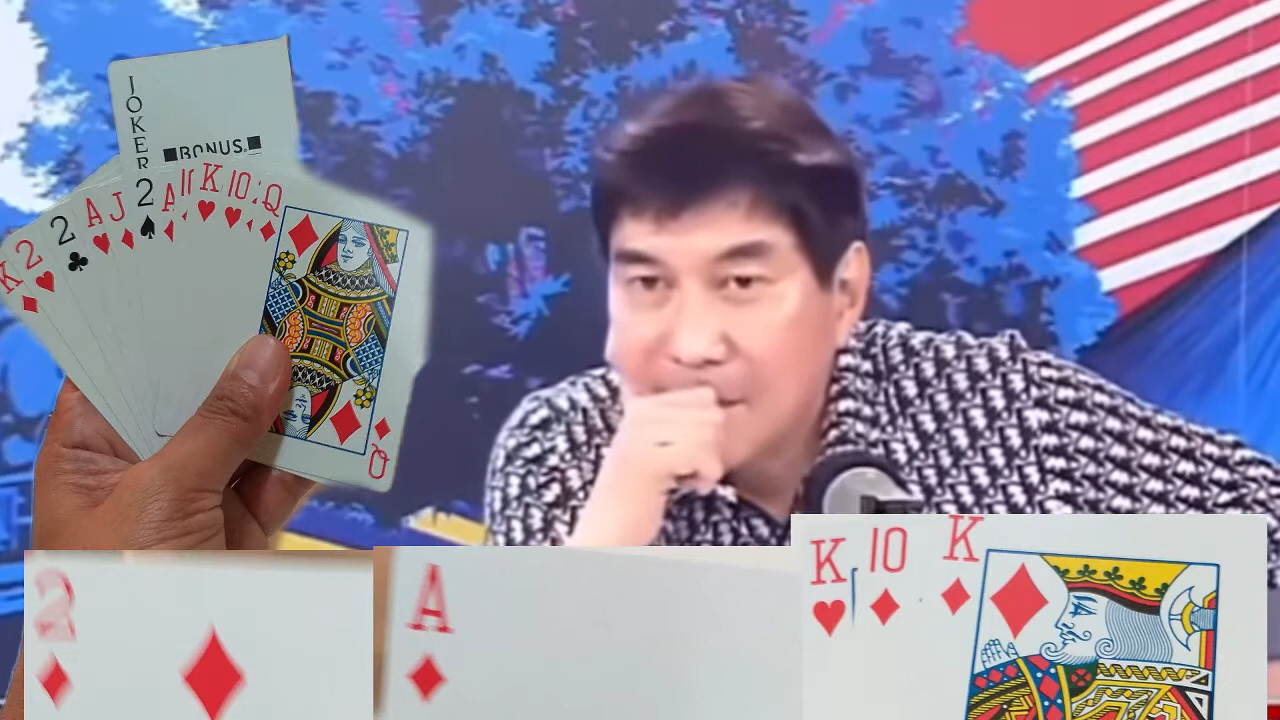 JOKER
■BONUS.■
K 2 2 A J 2 A K 10 Q
Q
2
A
K 10 K